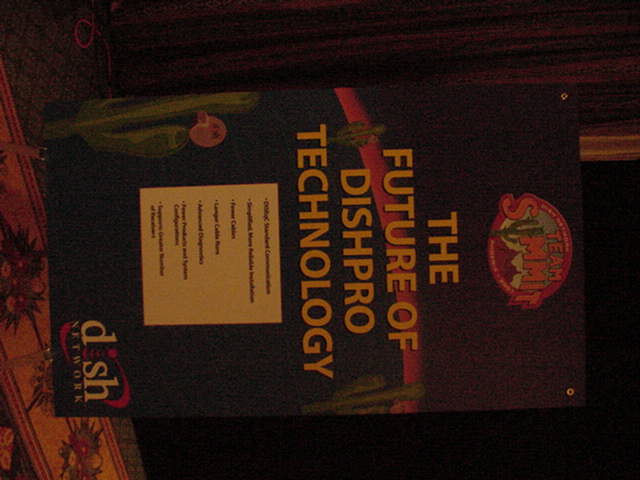 TEAM
SUMMIT
THE
FUTURE OF
DISHPRO
TECHNOLOGY
• DiSEqC Standard Communication
• Simplified, More Reliable Installation
• Fewer Cables
• Longer Cable Runs
• Advanced Diagnostics
• Fewer Products and System
Configurations
• Supports Greater Number
of Receivers
dish
NETWORK